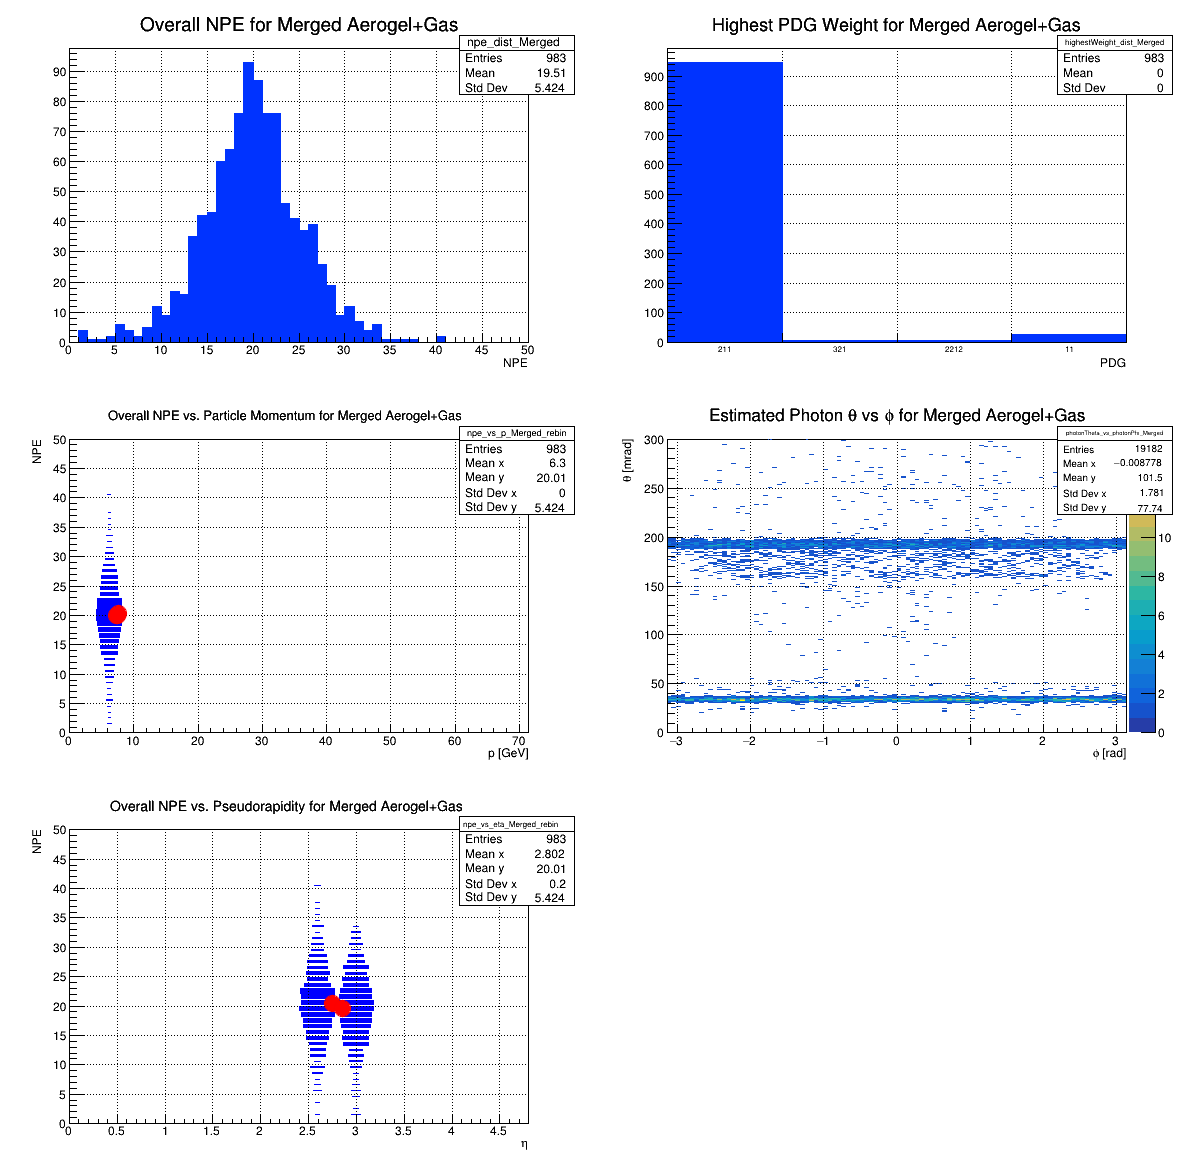 Overall NPE for Merged Aerogel+Gas
npe_dist_Merged
Entries 983
Mean 19.51
Std Dev 5.424
90
80
70
60
50
40
30
20
10
0
0 5 10 15 20 25 30 35 40 45 50
NPE
Highest PDG Weight for Merged Aerogel+Gas
highestWeight_dist_Merged
Entries 983
Mean 0
Std Dev 0
900
800
700
600
500
400
300
200
100
0
211 321 2212 11
PDG
Overall NPE vs. Particle Momentum for Merged Aerogel+Gas
npe_vs_p_Merged_rebin
Entries 983
Mean x 6.3
Mean y 20.01
Std Dev x 0
Std Dev y 5.424
NPE
50
45
40
35
30
25
20
15
10
5
0
0 10 20 30 40 50 60 70
p [GeV]
Estimated Photon θ vs ϕ for Merged Aerogel+Gas
photonTheta_vs_photonPhi_Merged
Entries 19182
Mean x −0.008778
Mean y 101.5
Std Dev x 1.781
Std Dev y 77.74
θ [mrad]
300
250
200
150
100
50
0
−3 −2 −1 0 1 2 3
ϕ [rad]
10
8
6
4
2
0
Overall NPE vs. Pseudorapidity for Merged Aerogel+Gas
npe_vs_eta_Merged_rebin
Entries 983
Mean x 2.802
Mean y 20.01
Std Dev x 0.2
Std Dev y 5.424
NPE
50
45
40
35
30
25
20
15
10
5
0
0 0.5 1 1.5 2 2.5 3 3.5 4 4.5
η